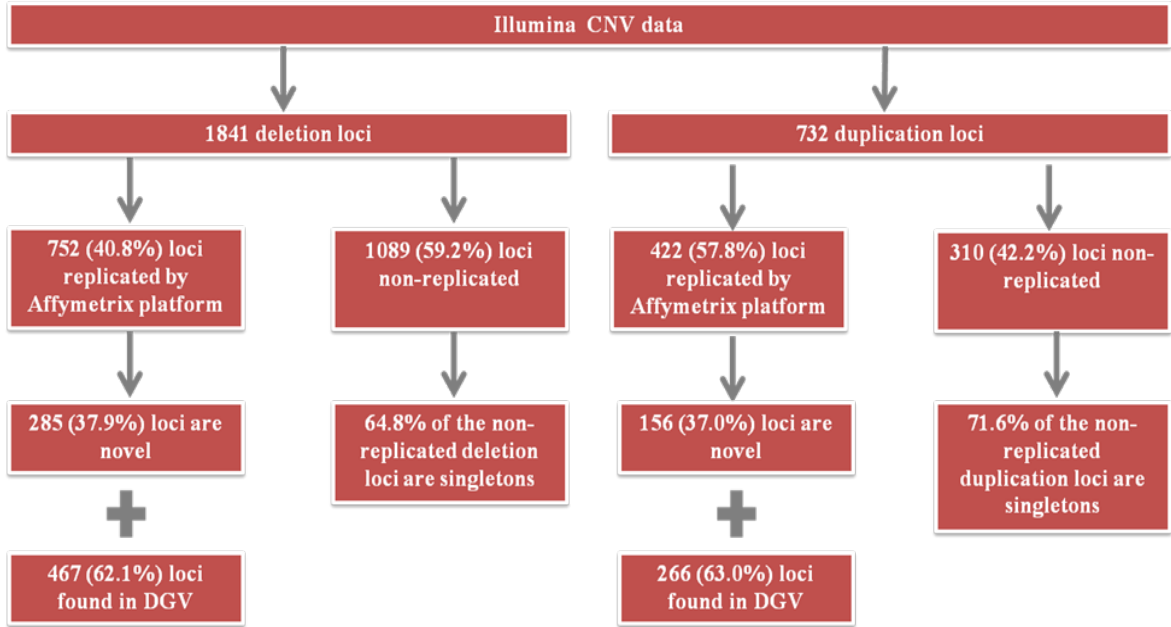 Illumina CNV data
1841 deletion loci
732 duplication loci
752 (40.8%) loci
replicated by
Affymetrix platform
1089 (59.2%) loci
non-replicated
422 (57.8%) loci
replicated by
Affymetrix platform
310 (42.2%) loci non-
replicated
285 (37.9%) loci are
novel
64.8% of the non-
replicated deletion
loci are singletons
156 (37.0%) loci are
novel
71.6% of the non-
replicated
duplication loci are
singletons
467 (62.1%) loci
found in DGV
266 (63.0%) loci
found in DGV